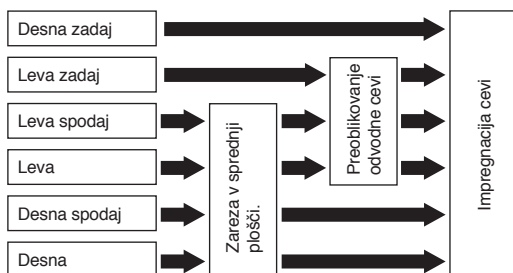 Desna zadaj
Leva zadaj
Leva spodaj
Leva
Desna spodaj
Desna
Zareza v sprednji
plošči.
Preoblikovanje
odvodne cevi
Impregnacija cevi